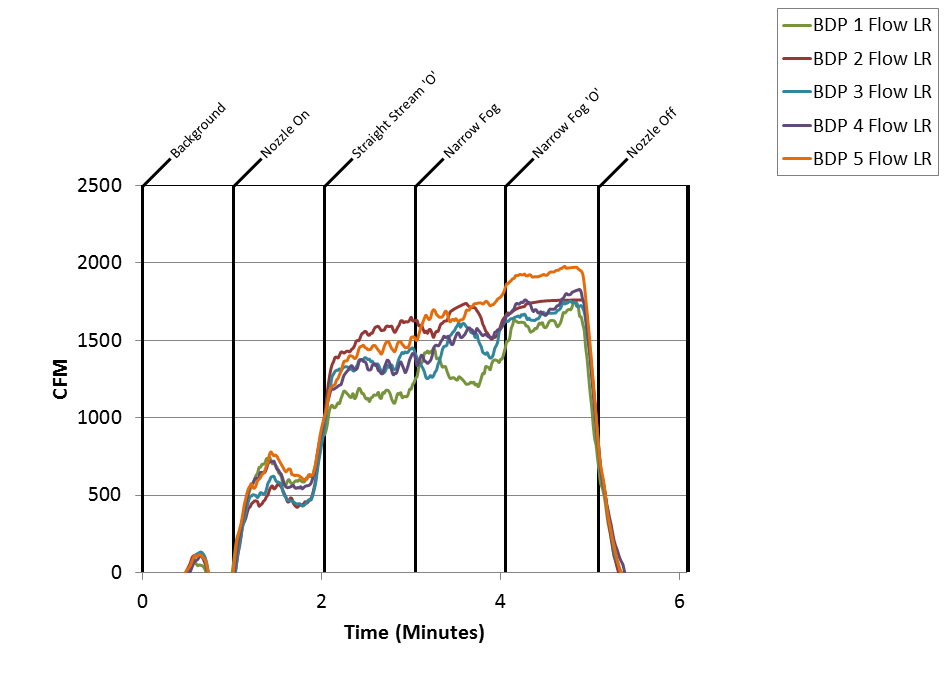 BDP 1 Flow LR
BDP 2 Flow LR
BDP 3 Flow LR
BDP 4 Flow LR
BDP 5 Flow LR
Background
Nozzle On
Straight Stream 'O'
Narrow Fog
Narrow Fog 'O'
Nozzle Off
2500
2000
1500
1000
500
0
CFM
0 2 4 6
Time (Minutes)